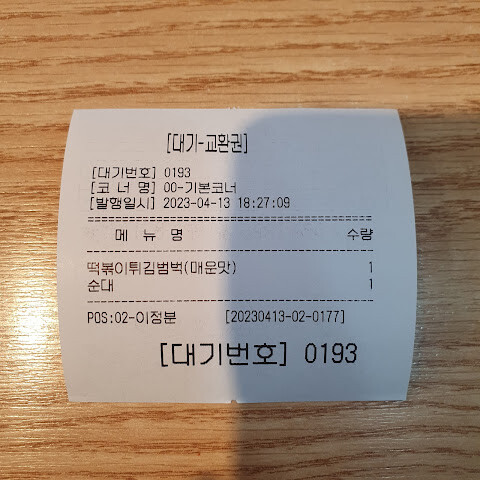 [대기-교환권]
[대기번호] 0193
[코 너 명] 00-기본코너
[발행일시] 2023-04-13 18:27:09
================================================
메 뉴 명 수량
------------------------------------------------
떡볶이튀김범벅(매운맛) 1
순대 1
------------------------------------------------
POS:02-이정분 [20230413-02-0177]
[대기번호] 0193